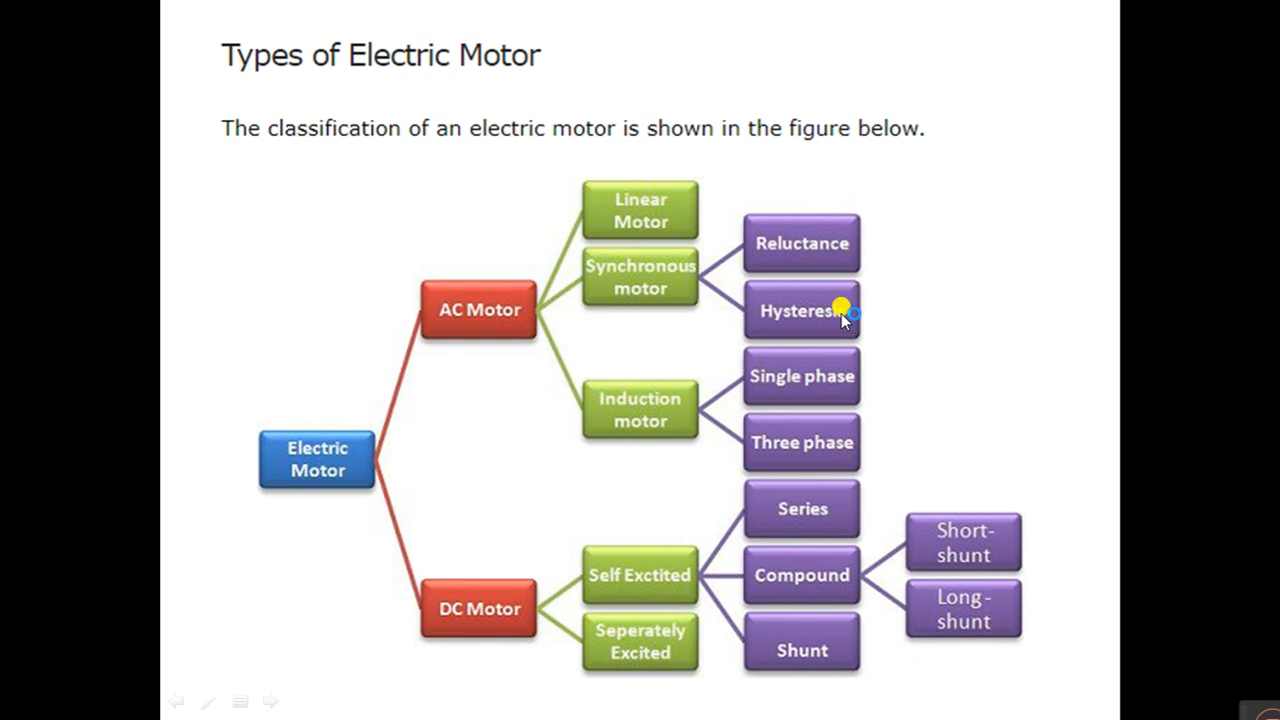 Types of Electric Motor
The classification of an electric motor is shown in the figure below.
Electric
Motor
AC Motor
Linear
Motor
Synchronous
motor
Reluctance
Hysteresis
Induction
motor
Single phase
Three phase
DC Motor
Self Exctited
Series
Compound
Short-
shunt
Long-
shunt
Shunt
Seperately
Excited